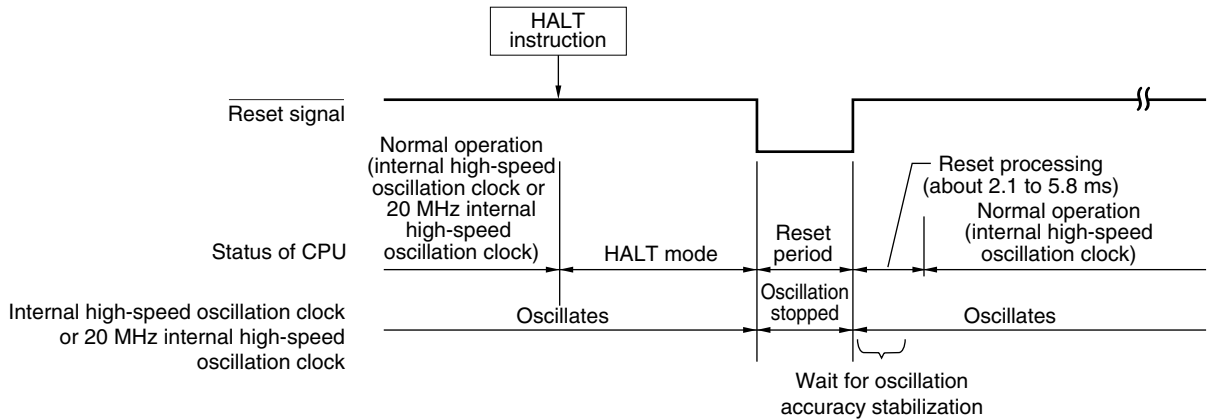 HALT
instruction
Reset signal
Normal operation
(internal high-speed
oscillation clock or
20 MHz internal
high-speed
oscillation clock)
Reset processing
(about 2.1 to 5.8 ms)
Normal operation
(internal high-speed
oscillation clock)
Status of CPU
HALT mode
Reset
period
Internal high-speed oscillation clock
or 20 MHz internal high-speed
oscillation clock
Oscillates
Oscillation
stopped
Oscillates
Wait for oscillation
accuracy stabilization